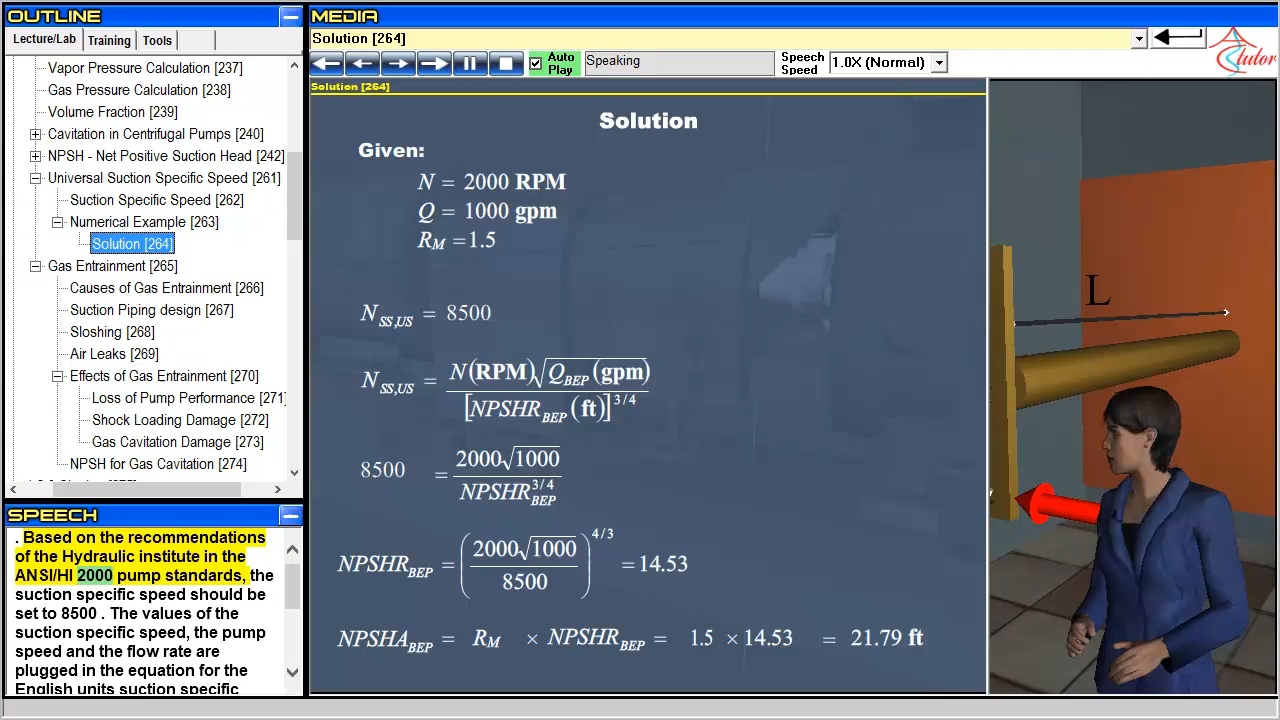 OUTLINE
Lecture/Lab Training Tools
Vapor Pressure Calculation [237]
Gas Pressure Calculation [238]
Volume Fraction [239]
Cavitation in Centrifugal Pumps [240]
NPSH - Net Positive Suction Head [242]
Universal Suction Specific Speed [261]
Suction Specific Speed [262]
Numerical Example [263]
Solution [264]
Gas Entrainment [265]
Causes of Gas Entrainment [266]
Suction Piping design [267]
Sloshing [268]
Air Leaks [269]
Effects of Gas Entrainment [270]
Loss of Pump Performance [271]
Shock Loading Damage [272]
Gas Cavitation Damage [273]
NPSH for Gas Cavitation [274]
SPEECH
. Based on the recommendations
of the Hydraulic institute in the
ANSI/HI 2000 pump standards, the
suction specific speed should be
set to 8500 . The values of the
suction specific speed, the pump
speed and the flow rate are
plugged in the equation for the
English units suction specific
MEDIA
Solution [264]
Auto Play Speaking Speech Speed 1.0X (Normal)
tutor
Solution [264]
Solution
Given:
N = 2000 RPM
Q = 1000 gpm
R_M = 1.5
N_SS,US = 8500
N_SS,US = N(RPM)√Q_BEP(gpm) / [NPSHR_BEP(ft)]^3/4
8500 = 2000√1000 / NPSHR_BEP^3/4
NPSHR_BEP = (2000√1000 / 8500)^4/3 = 14.53
NPSHA_BEP = R_M × NPSHR_BEP = 1.5 × 14.53 = 21.79 ft
L